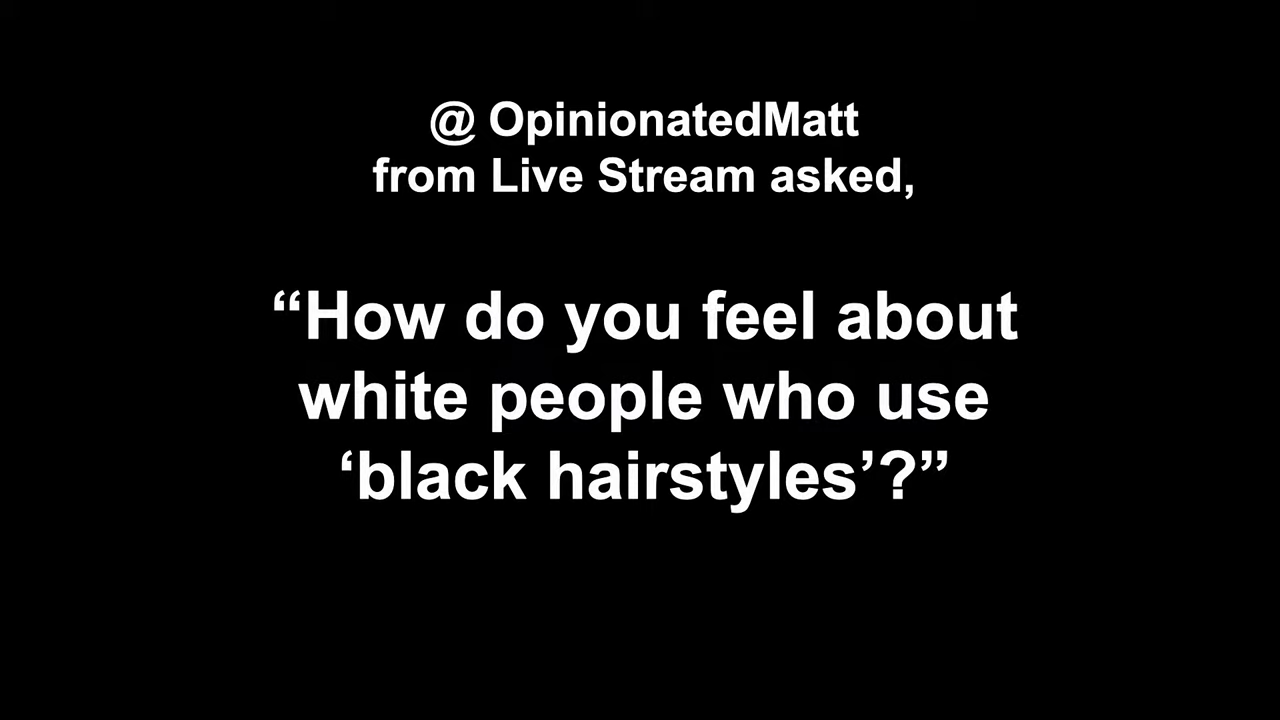 @ OpinionatedMatt
from Live Stream asked,
“How do you feel about
white people who use
‘black hairstyles’?”